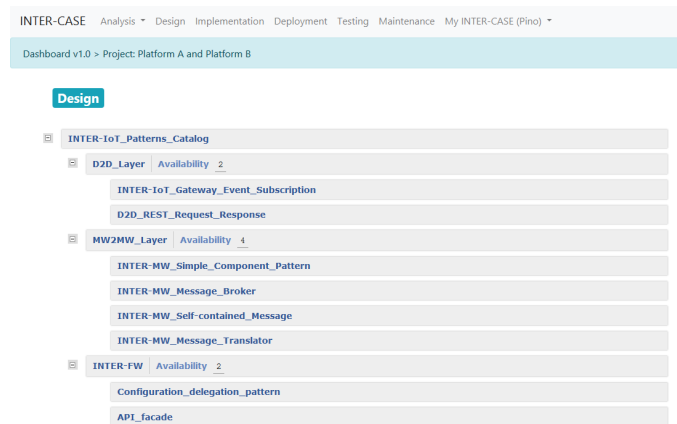 INTER-CASE Analysis Design Implementation Deployment Testing Maintenance My INTER-CASE (Pino)
Dashboard v1.0 > Project: Platform A and Platform B
Design
INTER-IoT_Patterns_Catalog
D2D_Layer Availability 2
INTER-IoT_Gateway_Event_Subscription
D2D_REST_Request_Response
MW2MW_Layer Availability 4
INTER-MW_Simple_Component_Pattern
INTER-MW_Message_Broker
INTER-MW_Self-contained_Message
INTER-MW_Message_Translator
INTER-FW Availability 2
Configuration_delegation_pattern
API_facade